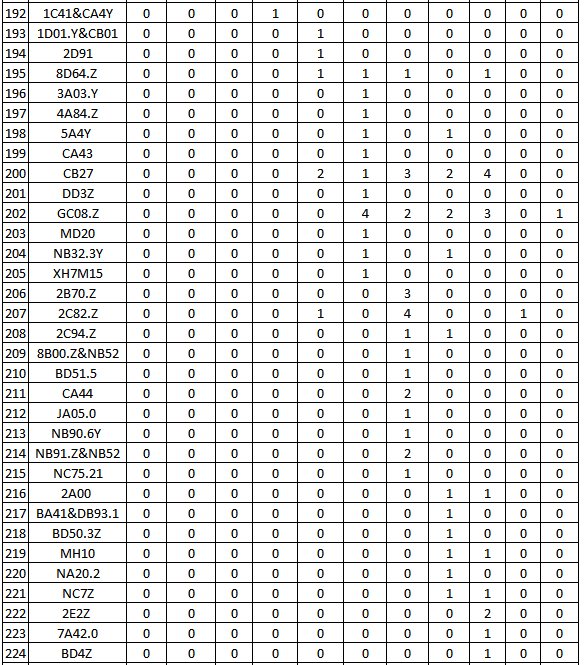 192 1C41&CA4Y 0 0 0 1 0 0 0 0 0 0 0
193 1D01.Y&CB01 0 0 0 0 1 0 0 0 0 0 0
194 2D91 0 0 0 0 1 0 0 0 0 0 0
195 8D64.Z 0 0 0 0 1 1 1 0 1 0 0
196 3A03.Y 0 0 0 0 0 1 0 0 0 0 0
197 4A84.Z 0 0 0 0 0 1 0 0 0 0 0
198 5A4Y 0 0 0 0 0 1 0 1 0 0 0
199 CA43 0 0 0 0 0 1 0 0 0 0 0
200 CB27 0 0 0 0 2 1 3 2 4 0 0
201 DD3Z 0 0 0 0 0 1 0 0 0 0 0
202 GC08.Z 0 0 0 0 0 4 2 2 3 0 1
203 MD20 0 0 0 0 0 1 0 0 0 0 0
204 NB32.3Y 0 0 0 0 0 1 0 1 0 0 0
205 XH7M15 0 0 0 0 0 1 0 0 0 0 0
206 2B70.Z 0 0 0 0 0 0 3 0 0 0 0
207 2C82.Z 0 0 0 0 1 0 4 0 0 1 0
208 2C94.Z 0 0 0 0 0 0 1 1 0 0 0
209 8B00.Z&NB52 0 0 0 0 0 0 1 0 0 0 0
210 BD51.5 0 0 0 0 0 0 1 0 0 0 0
211 CA44 0 0 0 0 0 0 2 0 0 0 0
212 JA05.0 0 0 0 0 0 0 1 0 0 0 0
213 NB90.6Y 0 0 0 0 0 0 1 0 0 0 0
214 NB91.Z&NB52 0 0 0 0 0 0 2 0 0 0 0
215 NC75.21 0 0 0 0 0 0 1 0 0 0 0
216 2A00 0 0 0 0 0 0 0 1 1 0 0
217 BA41&DB93.1 0 0 0 0 0 0 0 1 0 0 0
218 BD50.3Z 0 0 0 0 0 0 0 1 0 0 0
219 MH10 0 0 0 0 0 0 0 1 1 0 0
220 NA20.2 0 0 0 0 0 0 0 1 0 0 0
221 NC7Z 0 0 0 0 0 0 0 1 1 0 0
222 2E2Z 0 0 0 0 0 0 0 0 2 0 0
223 7A42.0 0 0 0 0 0 0 0 0 1 0 0
224 BD4Z 0 0 0 0 0 0 0 0 1 0 0